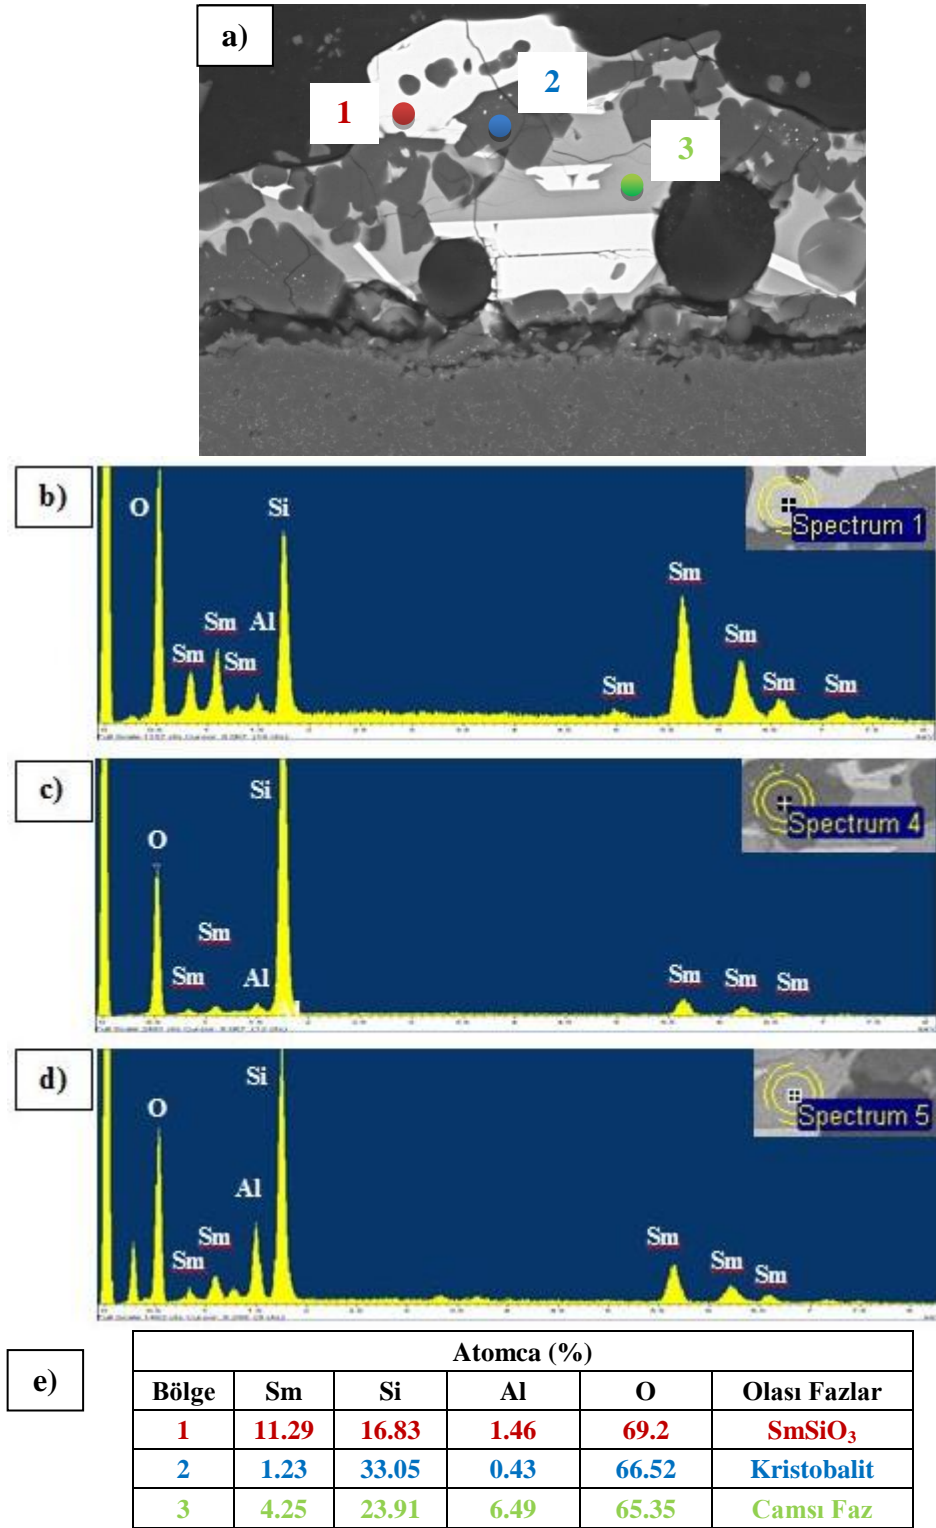 a)
1
2
3
b)
O
Si
Sm
Sm
Al
Sm
Sm
Sm
Sm
Sm
Sm
Spectrum 1
c)
Si
O
Sm
Sm
Al
Sm
Sm
Sm
Spectrum 4
d)
Si
O
Al
Sm
Sm
Sm
Sm
Sm
Spectrum 5
e)
Atomca (%)
Bölge Sm Si Al O Olası Fazlar
1 11.29 16.83 1.46 69.2 SmSiO₃
2 1.23 33.05 0.43 66.52 Kristobalit
3 4.25 23.91 6.49 65.35 Camsı Faz